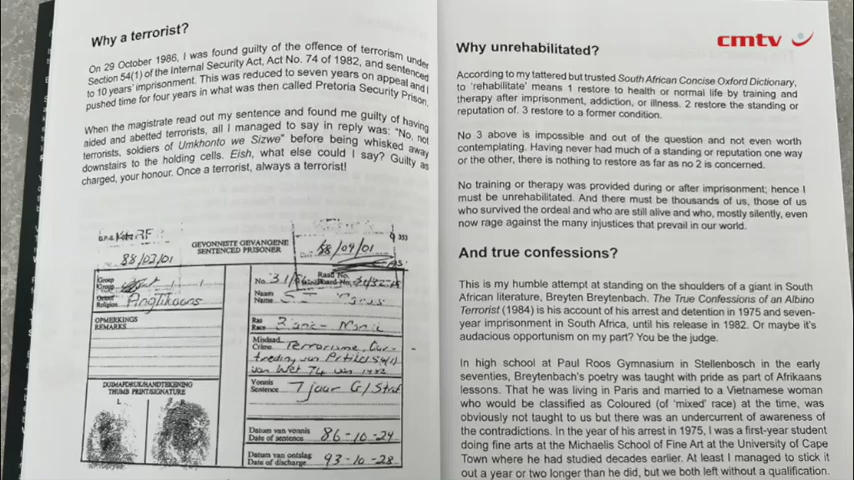 Why a terrorist?
On 29 October 1986, I was found guilty of the offence of terrorism under
Section 54(1) of the Internal Security Act, Act No. 74 of 1982, and sentenced
to 10 years' imprisonment. This was reduced to seven years on appeal and I
pushed time for four years in what was then called Pretoria Security Prison.
When the magistrate read out my sentence and found me guilty of having
aided and abetted terrorists, all I managed to say in reply was: "No, not
terrorists, soldiers of Umkhonto we Sizwe" before being whisked away
downstairs to the holding cells. Eish, what else could I say? Guilty as
charged, your honour. Once a terrorist, always a terrorist!
353
88/03/01
GEVONNISTE GEVANGENE
SENTENCED PRISONER
88/09/01
Group
Religion
Anglikaans
OPMERKINGS
REMARKS
DUIMAFDRUK/HANDTEKENING
THUMB PRINT/SIGNATURE
No.
Raad No.
Board No.
Naam
Name
Ras
Race
Misdaad
Crime
Terrorisme
van Wet 74 van 1982
Vonnis
Sentence
7 jaar G/Straf
Datum van vonnis
Date of sentence
86-10-24
Datum van ontslag
Date of discharge
93-10-28
cmtv
Why unrehabilitated?
According to my tattered but trusted South African Concise Oxford Dictionary,
to 'rehabilitate' means 1 restore to health or normal life by training and
therapy after imprisonment, addiction, or illness. 2 restore the standing or
reputation of. 3 restore to a former condition.
No 3 above is impossible and out of the question and not even worth
contemplating. Having never had much of a standing or reputation one way
or the other, there is nothing to restore as far as no 2 is concerned.
No training or therapy was provided during or after imprisonment; hence I
must be unrehabilitated. And there must be thousands of us, those of us
who survived the ordeal and who are still alive and who, mostly silently, even
now rage against the many injustices that prevail in our world.
And true confessions?
This is my humble attempt at standing on the shoulders of a giant in South
African literature, Breyten Breytenbach. The True Confessions of an Albino
Terrorist (1984) is his account of his arrest and detention in 1975 and seven-
year imprisonment in South Africa, until his release in 1982. Or maybe it's
audacious opportunism on my part? You be the judge.
In high school at Paul Roos Gymnasium in Stellenbosch in the early
seventies, Breytenbach's poetry was taught with pride as part of Afrikaans
lessons. That he was living in Paris and married to a Vietnamese woman
who would be classified as Coloured (of 'mixed' race) at the time, was
obviously not taught to us but there was an undercurrent of awareness of
the contradictions. In the year of his arrest in 1975, I was a first-year student
doing fine arts at the Michaelis School of Fine Art at the University of Cape
Town where he had studied decades earlier. At least I managed to stick it
out a year or two longer than he did, but we both left without a qualification.